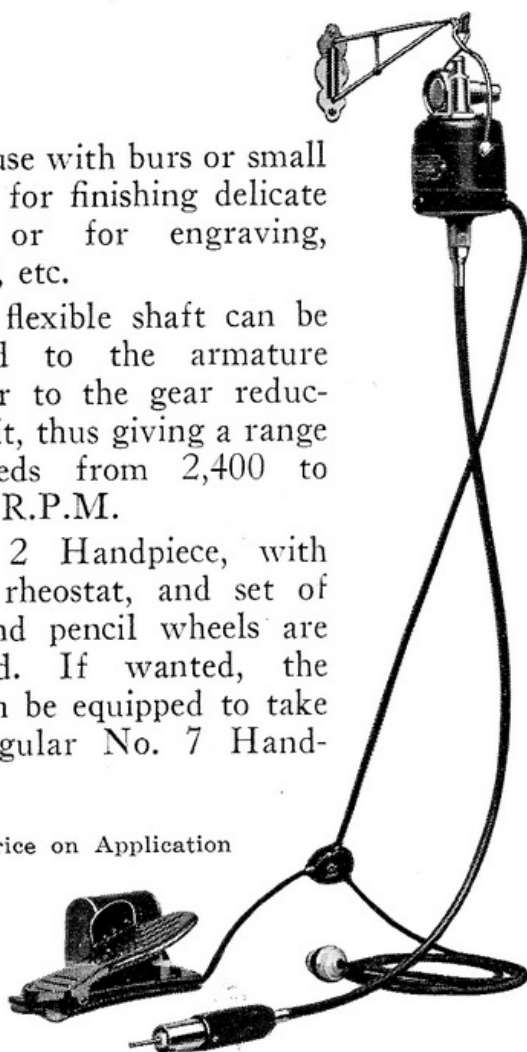 use with burs or small
for finishing delicate
or for engraving,
, etc.
flexible shaft can be
d to the armature
r to the gear reduc-
t, thus giving a range
eds from 2,400 to
R.P.M.
2 Handpiece, with
rheostat, and set of
nd pencil wheels are
d. If wanted, the
n be equipped to take
gular No. 7 Hand-
rice on Application